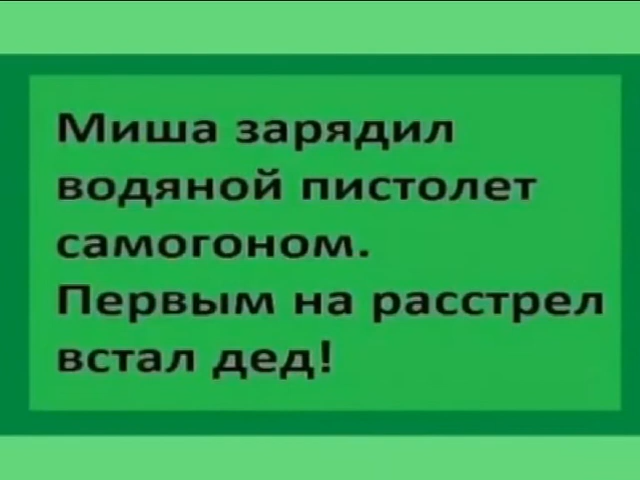 Миша зарядил
водяной пистолет
самогоном.
Первым на расстрел
встал дед!